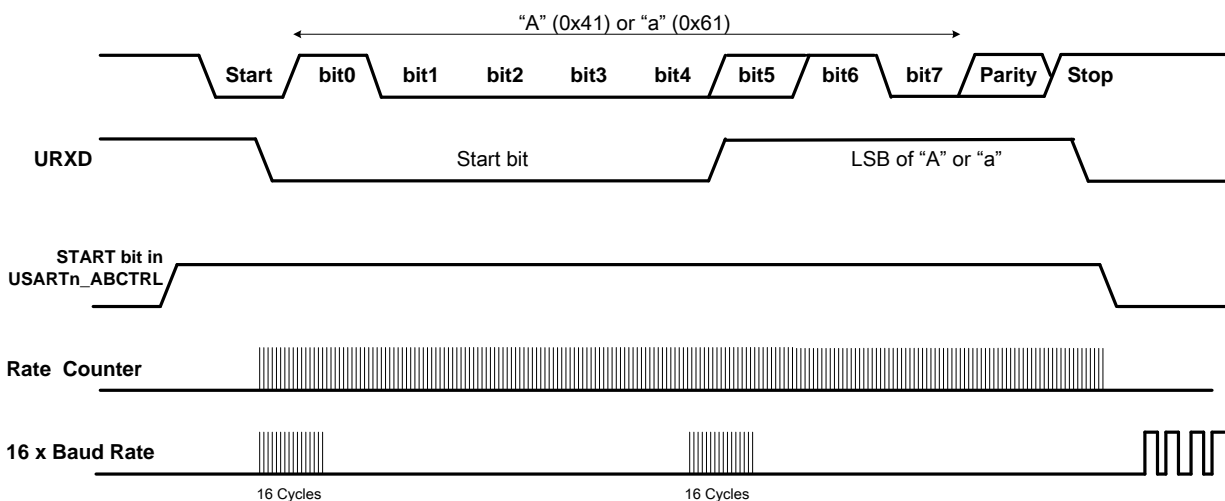 “A” (0x41) or “a” (0x61)
Start bit0 bit1 bit2 bit3 bit4 bit5 bit6 bit7 Parity Stop
URXD Start bit LSB of “A” or “a”
START bit in
USARTn_ABCTRL
Rate Counter
16 x Baud Rate
16 Cycles 16 Cycles